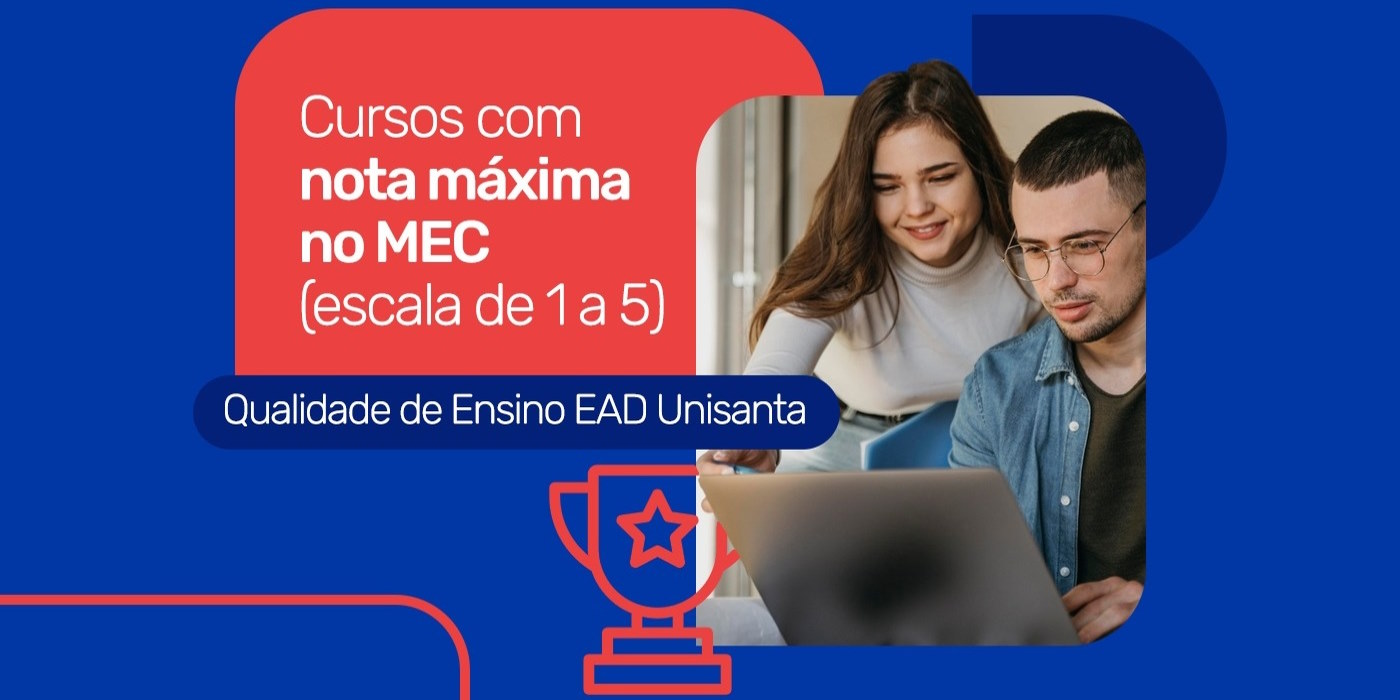 Cursos com
nota máxima
no MEC
(escala de 1 a 5)
Qualidade de Ensino EAD Unisanta